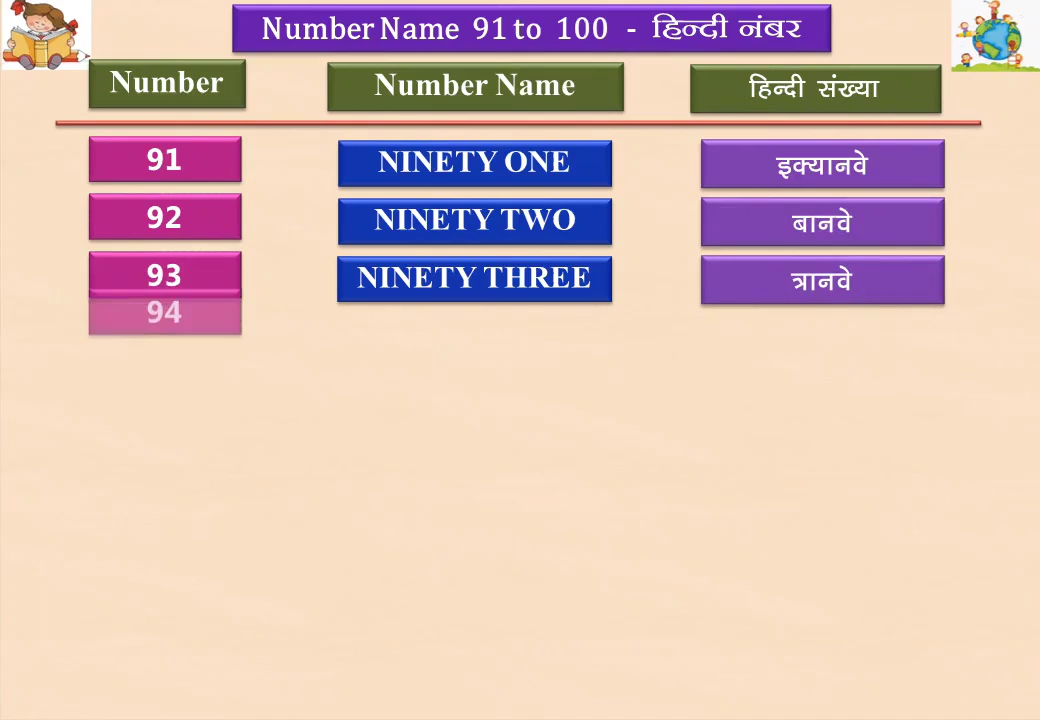 Number Name 91 to 100 - हिन्दी नंबर
Number Number Name हिन्दी संख्या
91 NINETY ONE इक्यानवे
92 NINETY TWO बानवे
93 NINETY THREE त्रानवे
94